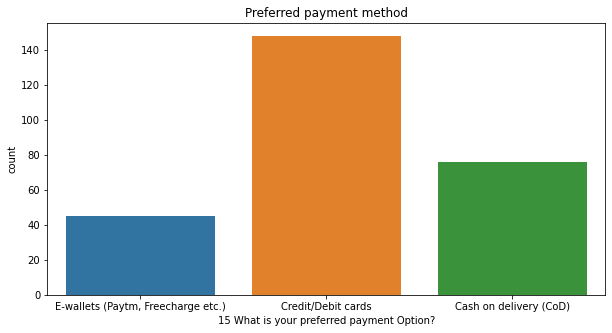 Preferred payment method
140
120
100
80
60
40
20
0
count
E-wallets (Paytm, Freecharge etc.) Credit/Debit cards Cash on delivery (CoD)
15 What is your preferred payment Option?